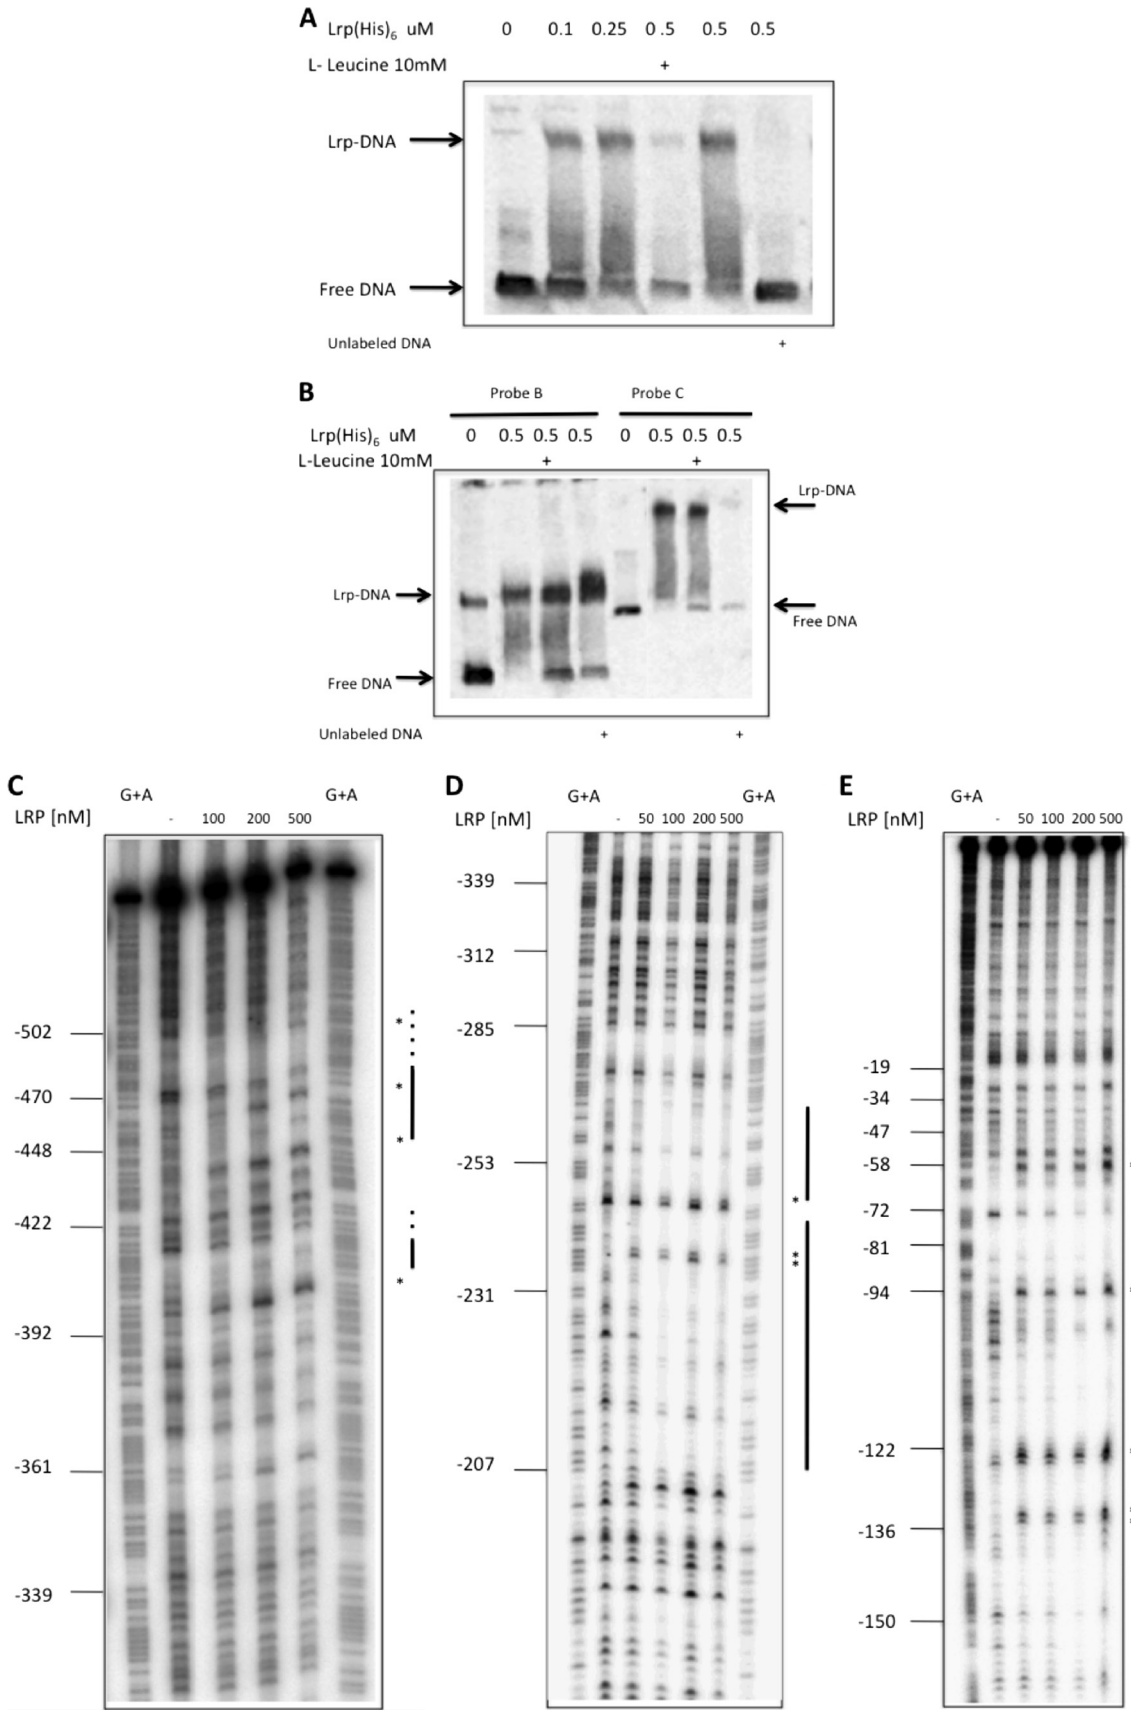 A
Lrp(His)6 uM 0 0.1 0.25 0 .5 0.5 0.5
L- Leucine 10mM +
Lrp-DNA
Free DNA
Unlabeled DNA +
B
Probe B Probe C
Lrp(His)6 uM 0 0.5 0.5 0.5 0 0.5 0.5 0.5
L-Leucine 10mM + +
Lrp-DNA
Lrp-DNA
Free DNA
Free DNA
Unlabeled DNA + +
C
G+A G+A
LRP [nM] - 100 200 500
-502 *
-470 *
-448 *
-422
*
-392
-361
-339
D
G+A G+A
LRP [nM] - 50 100 200 500
-339
-312
-285
-253
*
*
*
-231
-207
E
G+A
LRP [nM] - 50 100 200 500
-19
-34
-47
-58
-72
-81
-94
-122
-136
-150